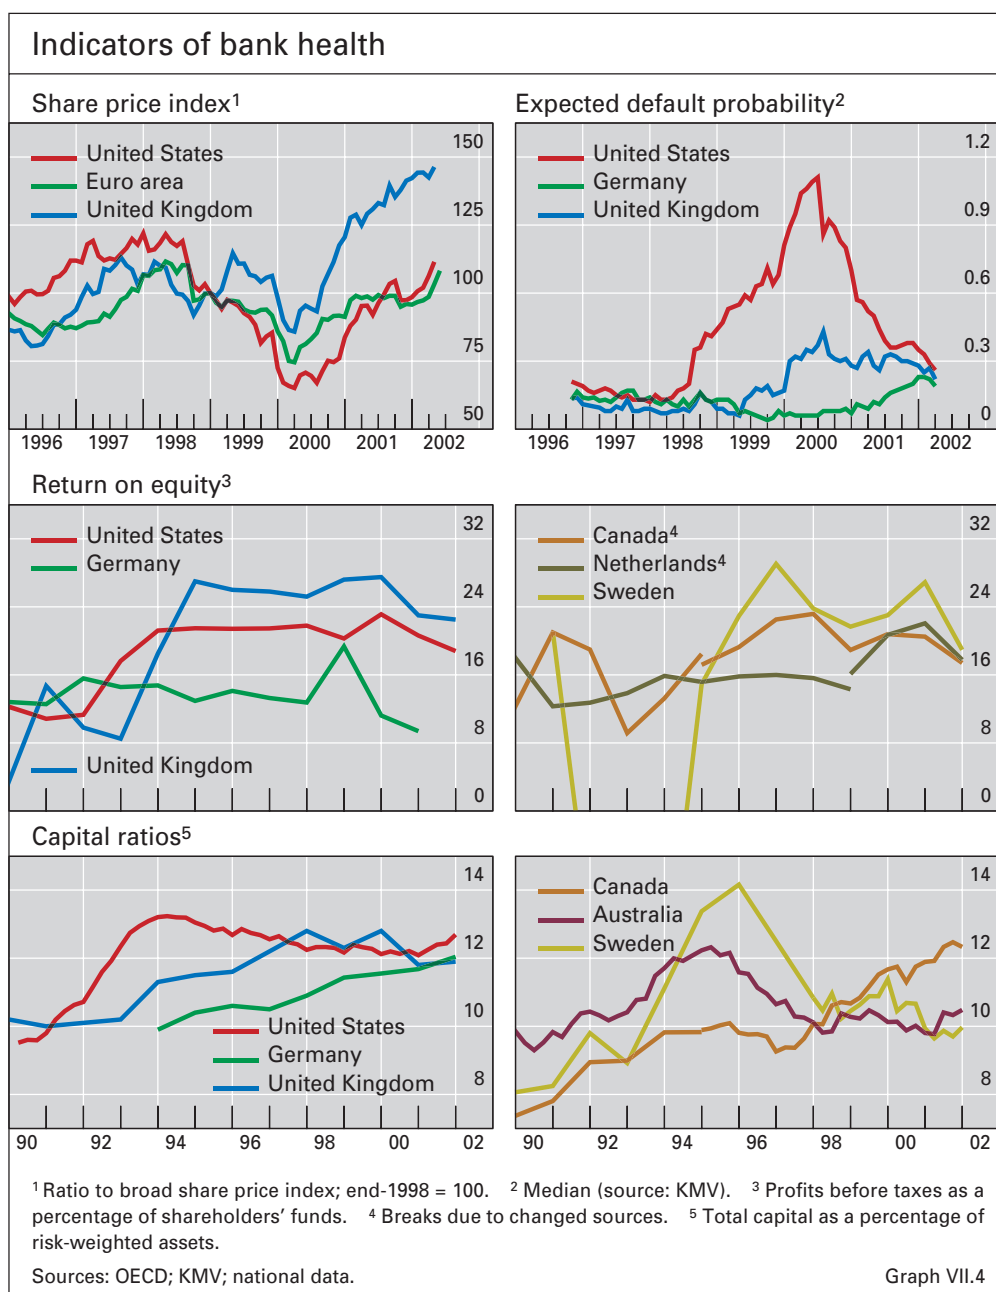 Indicators of bank health
Share price index1
150
United States
Euro area
United Kingdom
125
100
75
50
1996 1997 1998 1999 2000 2001 2002
Expected default probability2
1.2
United States
Germany
United Kingdom
0.9
0.6
0.3
0
1996 1997 1998 1999 2000 2001 2002
Return on equity3
32
United States
Germany
24
16
8
United Kingdom
0
32
Canada4
Netherlands4
Sweden
24
16
8
0
Capital ratios5
14
12
10
United States
Germany
United Kingdom
8
90 92 94 96 98 00 02
14
Canada
Australia
Sweden
12
10
8
90 92 94 96 98 00 02
1 Ratio to broad share price index; end-1998 = 100. 2 Median (source: KMV). 3 Profits before taxes as a
percentage of shareholders’ funds. 4 Breaks due to changed sources. 5 Total capital as a percentage of
risk-weighted assets.
Sources: OECD; KMV; national data. Graph VII.4